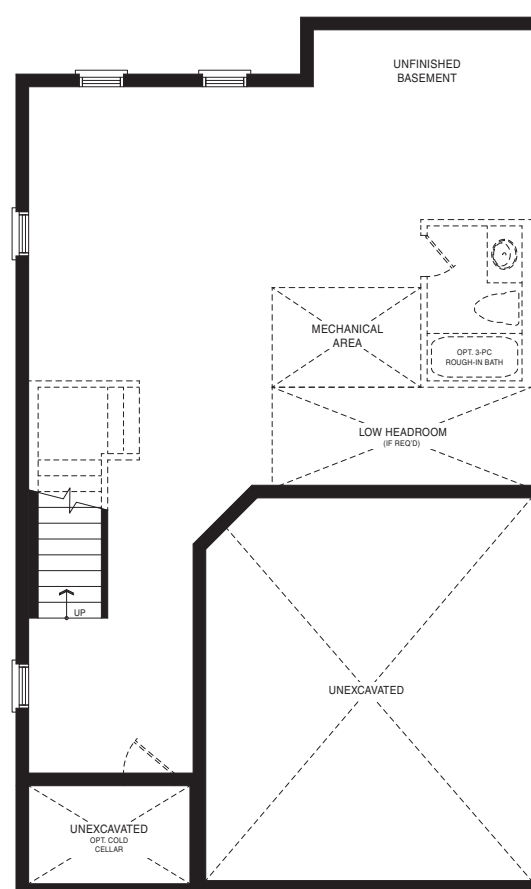 UNFINISHED
BASEMENT
MECHANICAL
AREA
OPT. 3-PC
ROUGH-IN BATH
LOW HEADROOM
(IF REQ'D)
UP
UNEXCAVATED
UNEXCAVATED
OPT. COLD
CELLAR